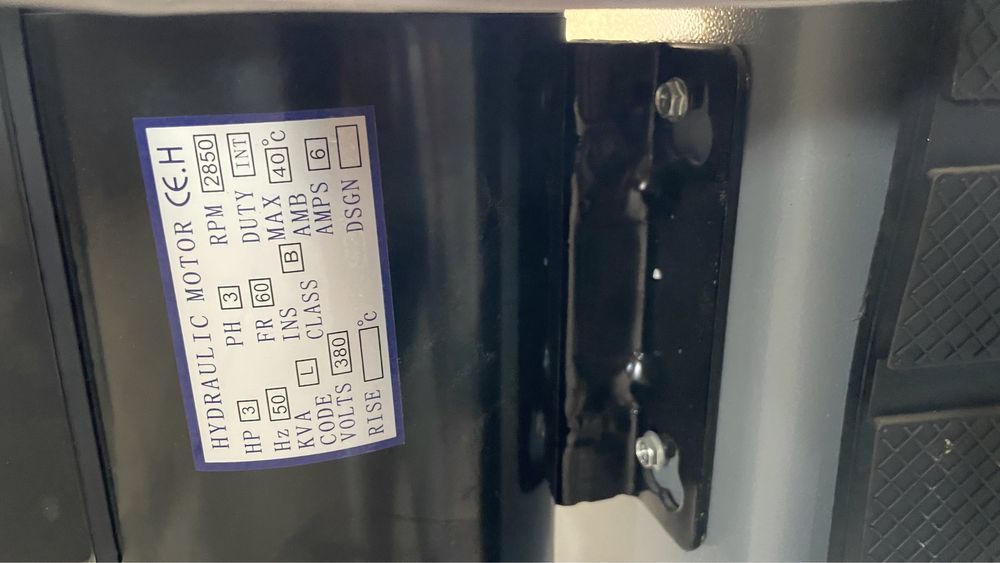 HYDRAULIC MOTOR CE.H
HP 3 PH 3 RPM 2850
Hz 50 FR 60 DUTY INT
KVA CODE L INS CLASS B MAX AMB 40°C
VOLTS 380 AMPS 6
RISE °C DSGN